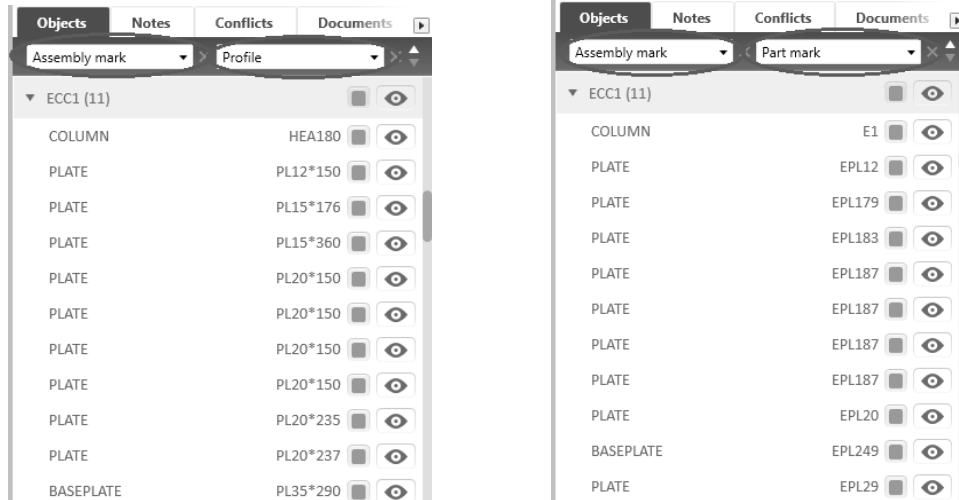 Objects Notes Conflicts Documents
Assembly mark Profile
ECC1 (11)
COLUMN HEA180
PLATE PL12*150
PLATE PL15*176
PLATE PL15*360
PLATE PL20*150
PLATE PL20*150
PLATE PL20*150
PLATE PL20*150
PLATE PL20*235
PLATE PL20*237
BASEPLATE PL35*290
Objects Notes Conflicts Documents
Assembly mark Part mark
ECC1 (11)
COLUMN E1
PLATE EPL12
PLATE EPL179
PLATE EPL183
PLATE EPL187
PLATE EPL187
PLATE EPL187
PLATE EPL187
PLATE EPL20
BASEPLATE EPL249
PLATE EPL29